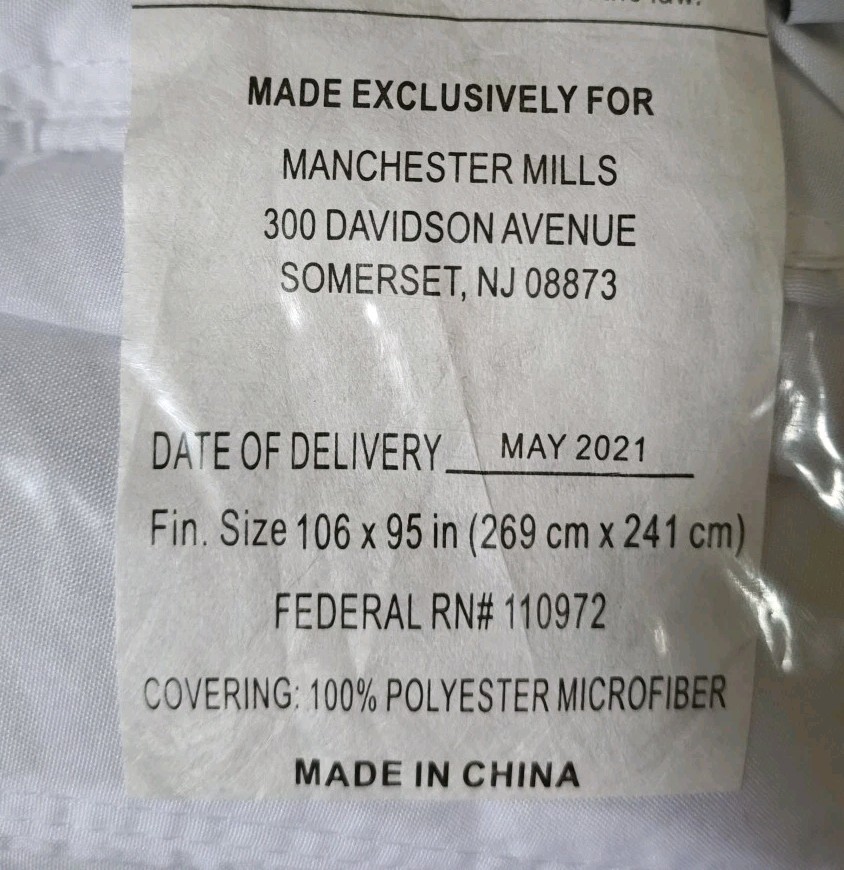 law.
MADE EXCLUSIVELY FOR
MANCHESTER MILLS
300 DAVIDSON AVENUE
SOMERSET, NJ 08873
DATE OF DELIVERY MAY 2021
Fin. Size 106 x 95 in (269 cm x 241 cm)
FEDERAL RN# 110972
COVERING: 100% POLYESTER MICROFIBER
MADE IN CHINA